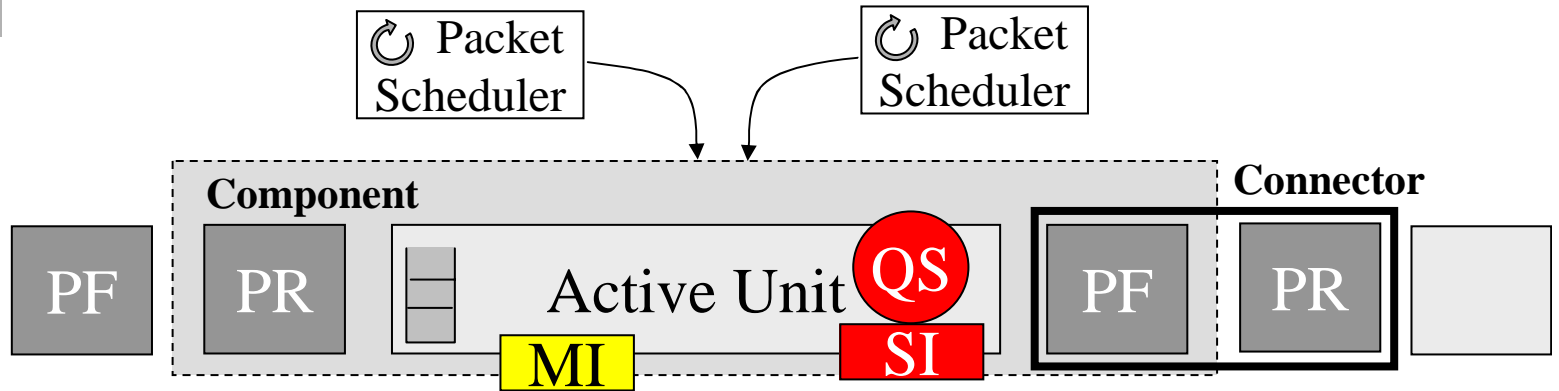 Packet
Scheduler
Packet
Scheduler
Component
Connector
PF
PR
Active Unit
QS
PF
PR
MI
SI